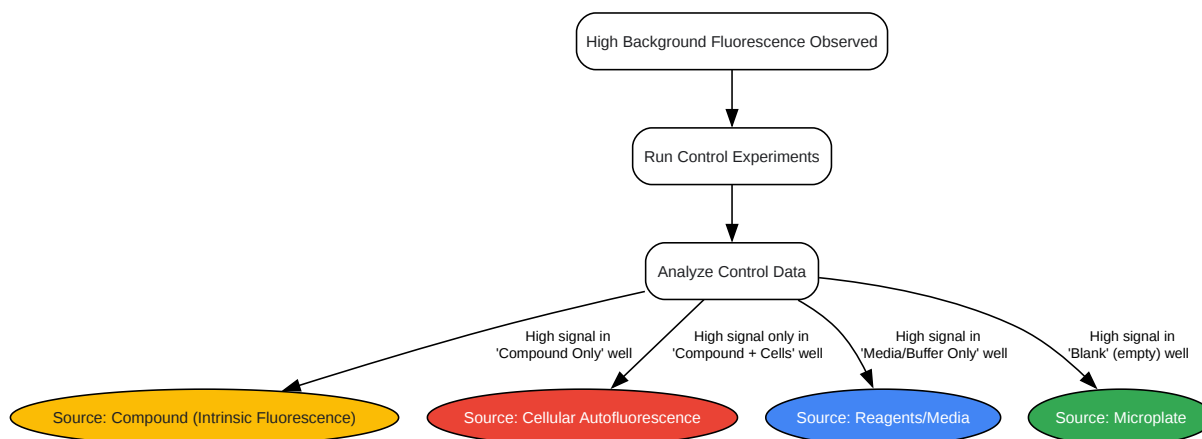 High Background Fluorescence Observed
Run Control Experiments
Analyze Control Data
High signal in
'Compound Only' well
High signal only in
'Compound + Cells' well
High signal in
'Media/Buffer Only' well
High signal in
'Blank' (empty) well
Source: Compound (Intrinsic Fluorescence)
Source: Cellular Autofluorescence
Source: Reagents/Media
Source: Microplate